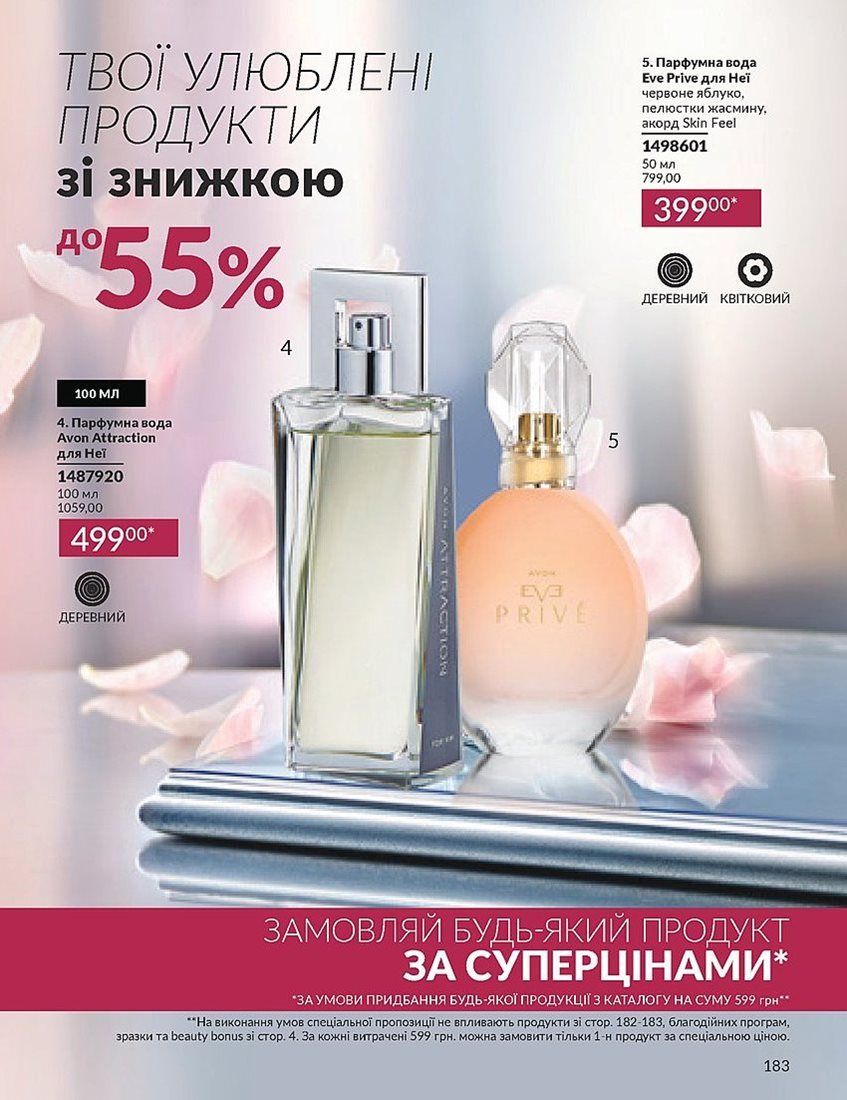 ТВОЇ УЛЮБЛЕНІ
ПРОДУКТИ
зі знижкою
до 55%
5. Парфумна вода
Eve Prive для Неї
червоне яблуко,
пелюстки жасмину,
акорд Skin Feel
1498601
50 мл
799,00
399⁰⁰*
ДЕРЕВНИЙ КВІТКОВИЙ
4
5
100 МЛ
4. Парфумна вода
Avon Attraction
для Неї
1487920
100 мл
1059,00
499⁰⁰*
ДЕРЕВНИЙ
AVON ATTRACTION
FOR HER
AVON
EVE
PRIVÉ
ЗАМОВЛЯЙ БУДЬ-ЯКИЙ ПРОДУКТ
ЗА СУПЕРЦІНАМИ*
*ЗА УМОВИ ПРИДБАННЯ БУДЬ-ЯКОЇ ПРОДУКЦІЇ З КАТАЛОГУ НА СУМУ 599 грн**
**На виконання умов спеціальної пропозиції не впливають продукти зі стор. 182-183, благодійних програм,
зразки та beauty bonus зі стор. 4. За кожні витрачені 599 грн. можна замовити тільки 1-н продукт за спеціальною ціною.
183